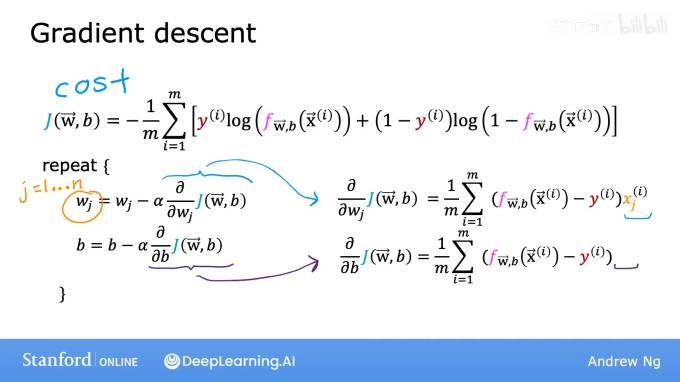 Gradient descent
bilibili
cost
J(w⃗, b) = −1/m ∑_{i=1}^{m} [y⁽ⁱ⁾log(f_{w⃗,b}(x⃗⁽ⁱ⁾)) + (1 − y⁽ⁱ⁾)log(1 − f_{w⃗,b}(x⃗⁽ⁱ⁾))]
repeat {
j=1...n
w_j = w_j − α ∂/∂w_j J(w⃗, b)
∂/∂w_j J(w⃗, b) = 1/m ∑_{i=1}^{m} (f_{w⃗,b}(x⃗⁽ⁱ⁾) − y⁽ⁱ⁾)x_j⁽ⁱ⁾
b = b − α ∂/∂b J(w⃗, b)
∂/∂b J(w⃗, b) = 1/m ∑_{i=1}^{m} (f_{w⃗,b}(x⃗⁽ⁱ⁾) − y⁽ⁱ⁾)
}
Stanford ONLINE
DeepLearning.AI
Andrew Ng